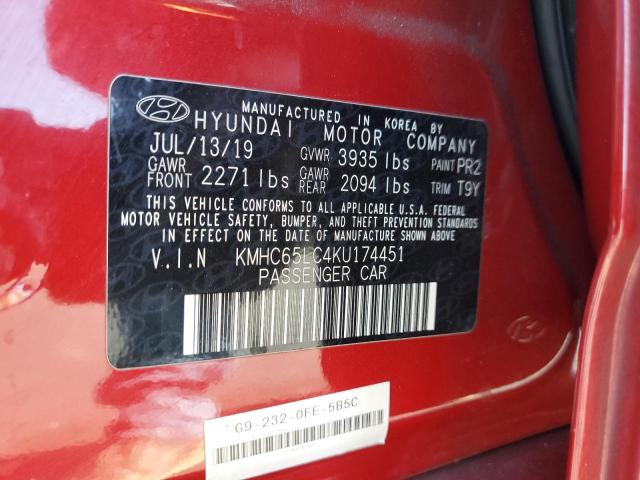 MANUFACTURED IN KOREA BY
HYUNDAI MOTOR COMPANY
JUL/13/19 GVWR 3935 lbs PAINT PR2
GAWR FRONT 2271 lbs GAWR REAR 2094 lbs TRIM T9Y
THIS VEHICLE CONFORMS TO ALL APPLICABLE U.S.A. FEDERAL
MOTOR VEHICLE SAFETY, BUMPER, AND THEFT PREVENTION STANDARDS
IN EFFECT ON THE DATE OF MANUFACTURE SHOWN ABOVE
V.I.N KMHC65LC4KU174451
PASSENGER CAR
G9-232-0FE-5B5C